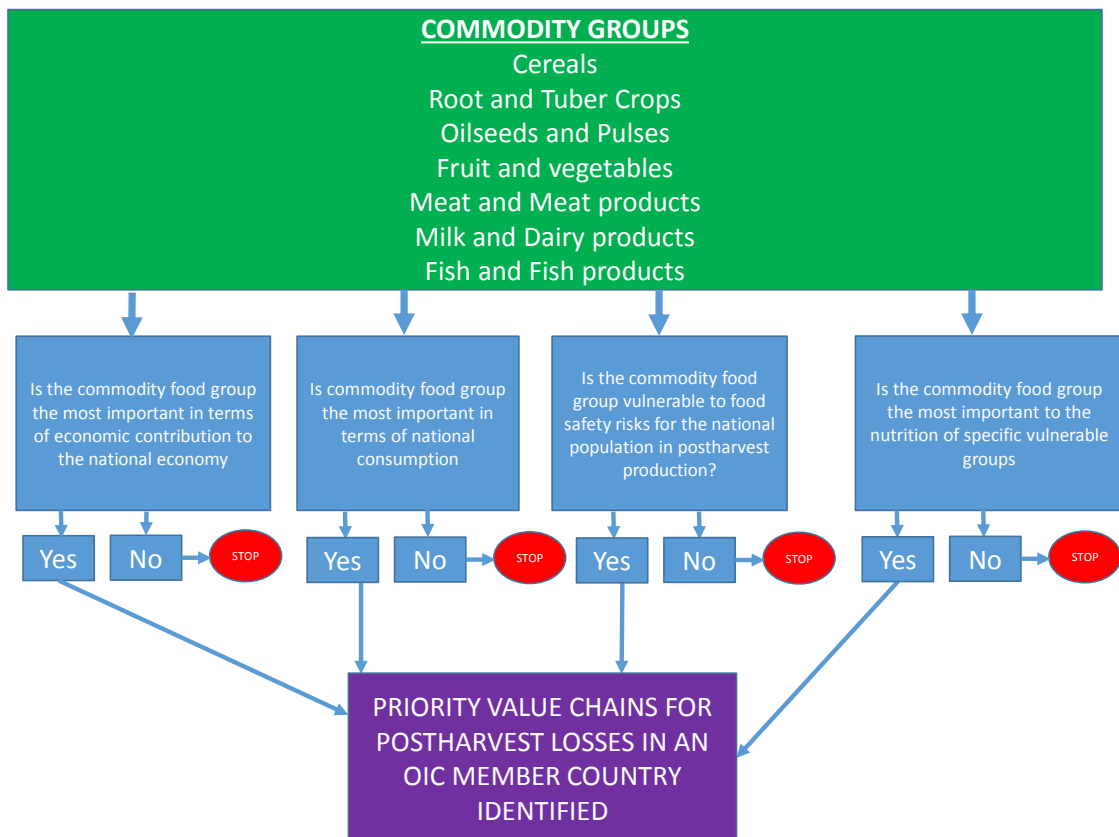 COMMODITY GROUPS
Cereals
Root and Tuber Crops
Oilseeds and Pulses
Fruit and vegetables
Meat and Meat products
Milk and Dairy products
Fish and Fish products
Is the commodity food group
the most important in terms
of economic contribution to
the national economy
Is commodity food group
the most important in
terms of national
consumption
Is the commodity food
group vulnerable to food
safety risks for the national
population in postharvest
production?
Is the commodity food group
the most important to the
nutrition of specific vulnerable
groups
Yes
No
STOP
Yes
No
STOP
Yes
No
STOP
Yes
No
STOP
PRIORITY VALUE CHAINS FOR
POSTHARVEST LOSSES IN AN
OIC MEMBER COUNTRY
IDENTIFIED